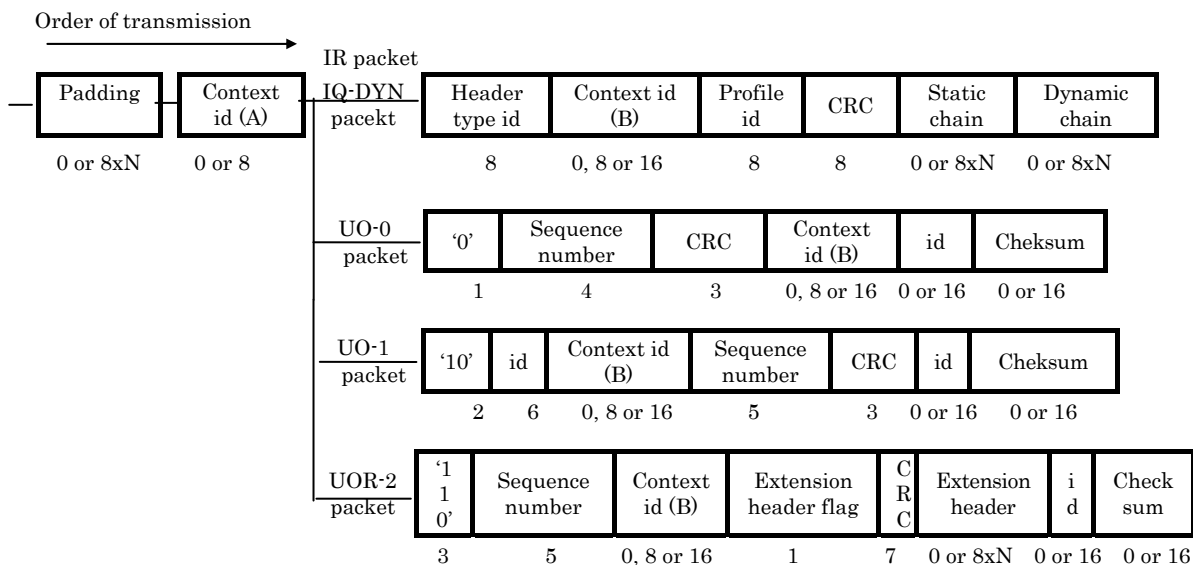 Order of transmission
IR packet
IQ-DYN
pacekt
Padding
Context
id (A)
Header
type id
Context id
(B)
Profile
id
CRC
Static
chain
Dynamic
chain
0 or 8xN
0 or 8
8
0, 8 or 16
8
8
0 or 8xN
0 or 8xN
UO-0
packet
‘0’
Sequence
number
CRC
Context
id (B)
id
Cheksum
1
4
3
0, 8 or 16
0 or 16
0 or 16
UO-1
packet
‘10’
id
Context id
(B)
Sequence
number
CRC
id
Cheksum
2
6
0, 8 or 16
5
3
0 or 16
0 or 16
UOR-2
packet
‘1
1
0’
Sequence
number
Context
id (B)
Extension
header flag
C
R
C
Extension
header
i
d
Check
sum
3
5
0, 8 or 16
1
7
0 or 8xN
0 or 16
0 or 16